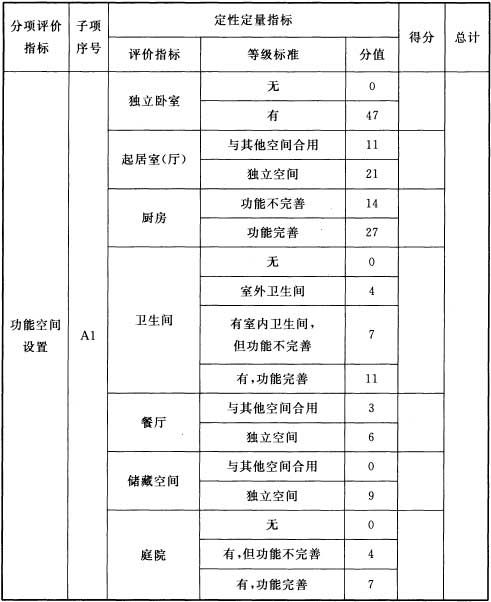 分项评价指标 子项序号 定性定量指标 得分 总计
评价指标 等级标准 分值
功能空间设置 A1 独立卧室 无 0
有 47
起居室(厅) 与其他空间合用 11
独立空间 21
厨房 功能不完善 14
功能完善 27
卫生间 无 0
室外卫生间 4
有室内卫生间,
但功能不完善 7
有,功能完善 11
餐厅 与其他空间合用 3
独立空间 6
储藏空间 与其他空间合用 0
独立空间 9
庭院 无 0
有,但功能不完善 4
有,功能完善 7